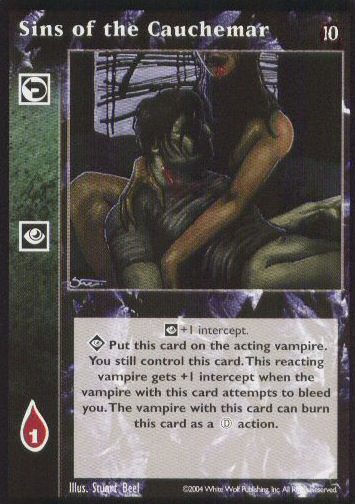 Sins of the Cauchemar 10
+1 intercept.
Put this card on the acting vampire.
You still control this card. This reacting
vampire gets +1 intercept when the
vampire with this card attempts to bleed
you. The vampire with this card can burn
this card as a D action.
1
Illus. Stuart Beel ©2004 White Wolf Publishing, Inc. All Rights Reserved.